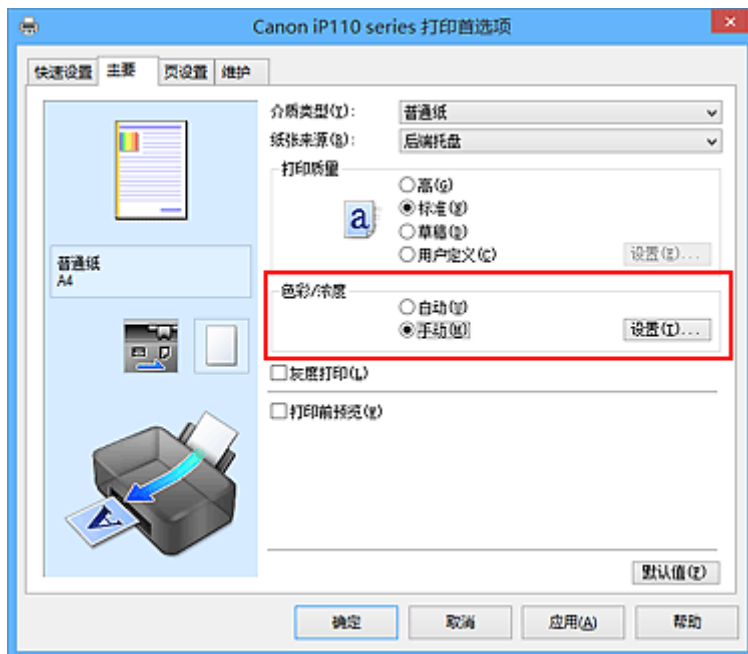 Canon iP110 series 打印首选项
快速设置 主要 页设置 维护
介质类型(Y): 普通纸
纸张来源(B): 后端托盘
打印质量
高(G)
标准(X)
草稿(D)
用户定义(C) 设置(E)...
普通纸
A4
色彩/浓度
自动(U)
手动(M) 设置(T)...
灰度打印(L)
打印前预览(W)
默认值(F)
确定 取消 应用(A) 帮助